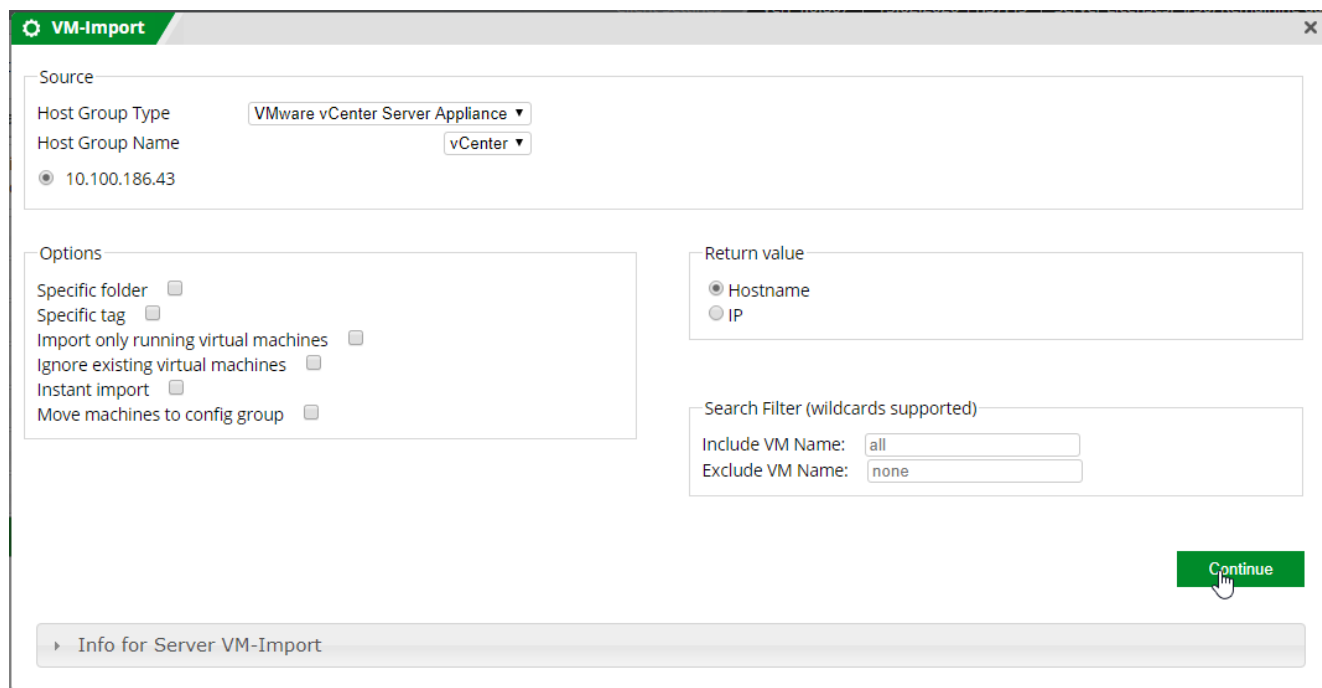 VM-Import
Source
Host Group Type VMware vCenter Server Appliance
Host Group Name vCenter
10.100.186.43
Options
Specific folder
Specific tag
Import only running virtual machines
Ignore existing virtual machines
Instant import
Move machines to config group
Return value
Hostname
IP
Search Filter (wildcards supported)
Include VM Name: all
Exclude VM Name: none
Continue
Info for Server VM-Import